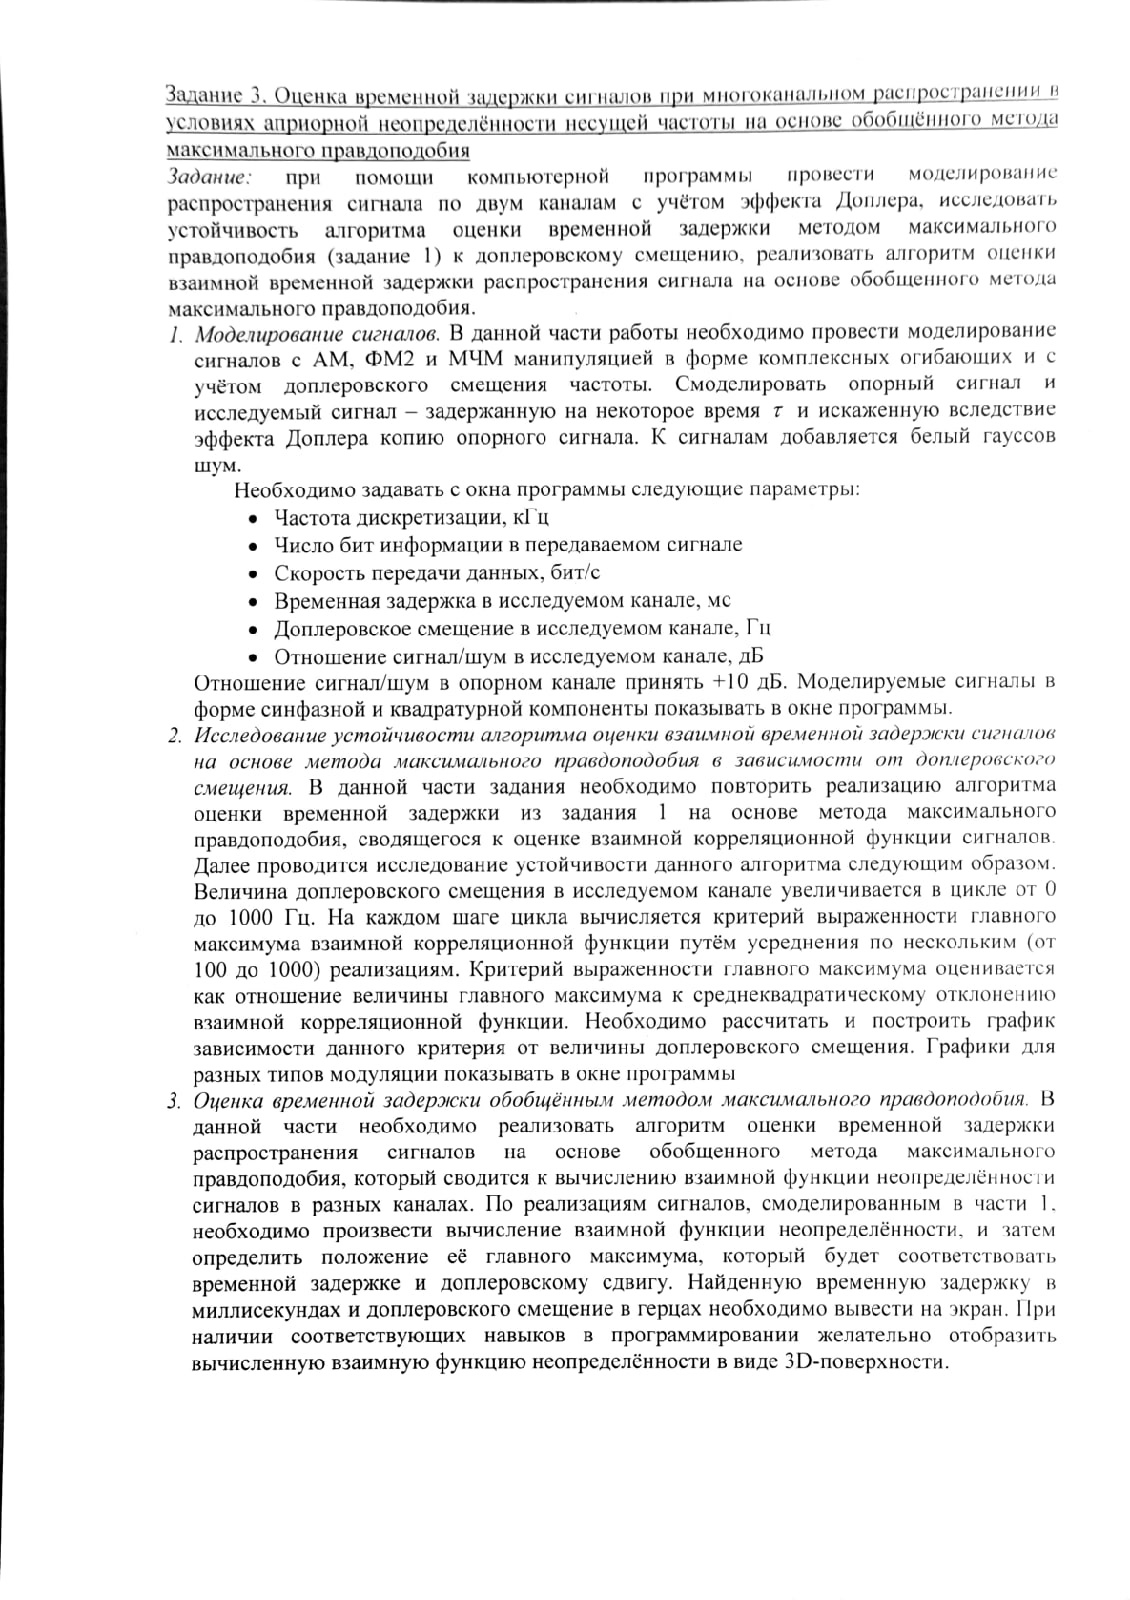 Задание 3. Оценка временной задержки сигналов при многоканальном распространении в
условиях априорной неопределённости несущей частоты на основе обобщённого метода
максимального правдоподобия
Задание: при помощи компьютерной программы провести моделирование
распространения сигнала по двум каналам с учётом эффекта Доплера, исследовать
устойчивость алгоритма оценки временной задержки методом максимального
правдоподобия (задание 1) к доплеровскому смещению, реализовать алгоритм оценки
взаимной временной задержки распространения сигнала на основе обобщенного метода
максимального правдоподобия.
1. Моделирование сигналов. В данной части работы необходимо провести моделирование
сигналов с АМ, ФМ2 и МЧМ манипуляцией в форме комплексных огибающих и с
учётом доплеровского смещения частоты. Смоделировать опорный сигнал и
исследуемый сигнал – задержанную на некоторое время τ и искаженную вследствие
эффекта Доплера копию опорного сигнала. К сигналам добавляется белый гауссов
шум.
Необходимо задавать с окна программы следующие параметры:
• Частота дискретизации, кГц
• Число бит информации в передаваемом сигнале
• Скорость передачи данных, бит/с
• Временная задержка в исследуемом канале, мс
• Доплеровское смещение в исследуемом канале, Гц
• Отношение сигнал/шум в исследуемом канале, дБ
Отношение сигнал/шум в опорном канале принять +10 дБ. Моделируемые сигналы в
форме синфазной и квадратурной компоненты показывать в окне программы.
2. Исследование устойчивости алгоритма оценки взаимной временной задержки сигналов
на основе метода максимального правдоподобия в зависимости от доплеровского
смещения. В данной части задания необходимо повторить реализацию алгоритма
оценки временной задержки из задания 1 на основе метода максимального
правдоподобия, сводящегося к оценке взаимной корреляционной функции сигналов.
Далее проводится исследование устойчивости данного алгоритма следующим образом.
Величина доплеровского смещения в исследуемом канале увеличивается в цикле от 0
до 1000 Гц. На каждом шаге цикла вычисляется критерий выраженности главного
максимума взаимной корреляционной функции путём усреднения по нескольким (от
100 до 1000) реализациям. Критерий выраженности главного максимума оценивается
как отношение величины главного максимума к среднеквадратическому отклонению
взаимной корреляционной функции. Необходимо рассчитать и построить график
зависимости данного критерия от величины доплеровского смещения. Графики для
разных типов модуляции показывать в окне программы
3. Оценка временной задержки обобщённым методом максимального правдоподобия. В
данной части необходимо реализовать алгоритм оценки временной задержки
распространения сигналов на основе обобщенного метода максимального
правдоподобия, который сводится к вычислению взаимной функции неопределённости
сигналов в разных каналах. По реализациям сигналов, смоделированным в части 1,
необходимо произвести вычисление взаимной функции неопределённости, и затем
определить положение её главного максимума, который будет соответствовать
временной задержке и доплеровскому сдвигу. Найденную временную задержку в
миллисекундах и доплеровского смещение в герцах необходимо вывести на экран. При
наличии соответствующих навыков в программировании желательно отобразить
вычисленную взаимную функцию неопределённости в виде 3D-поверхности.